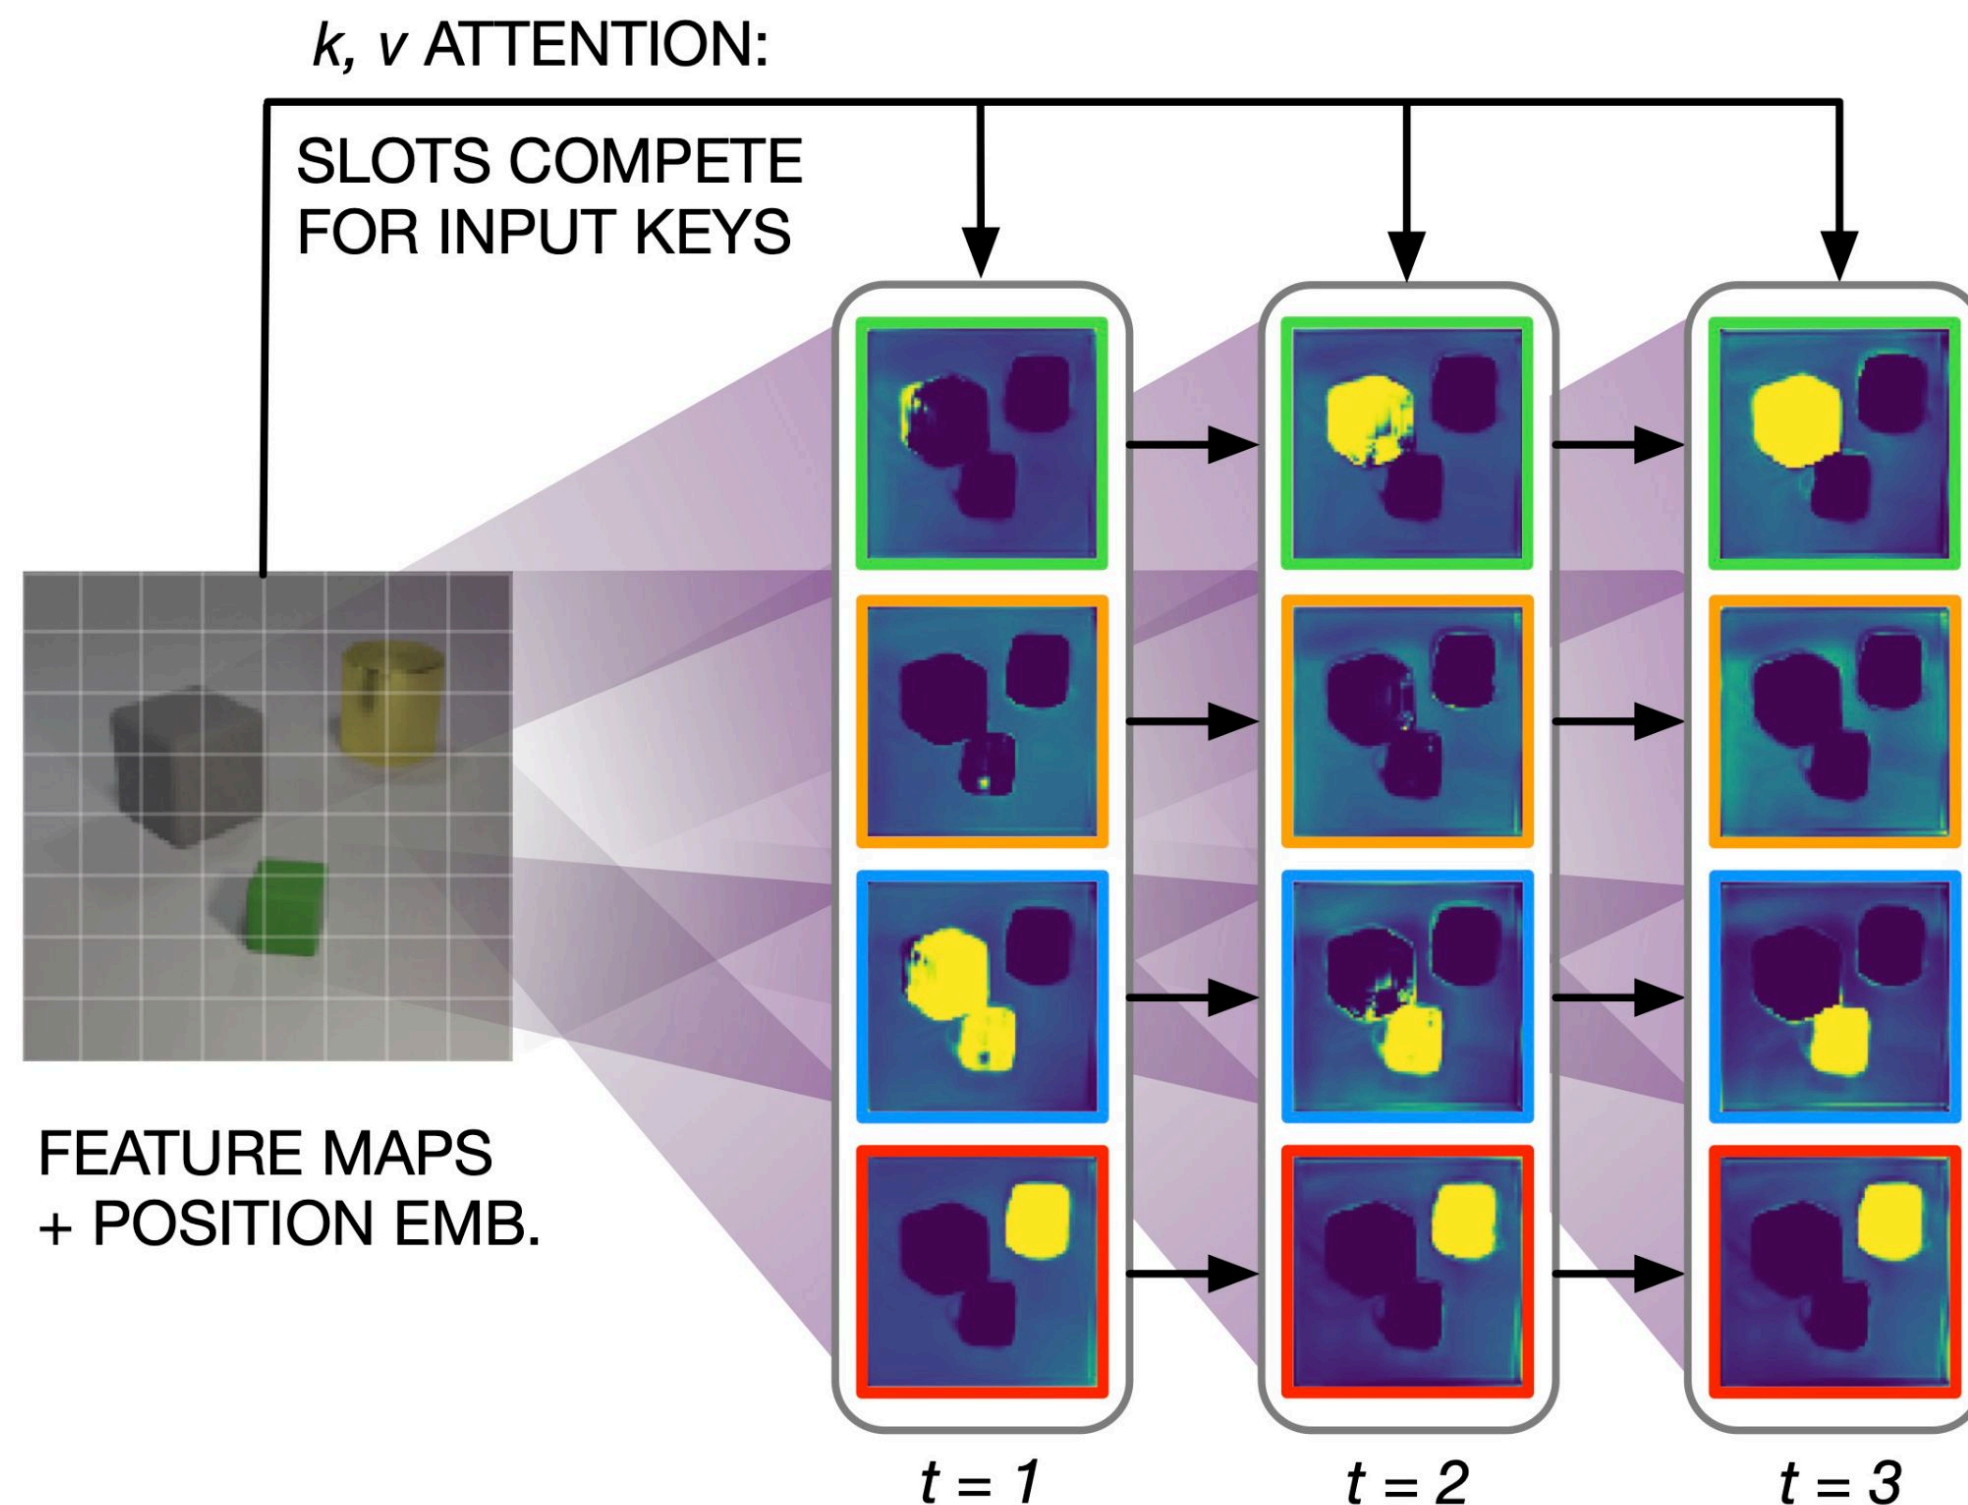 k, v ATTENTION:
SLOTS COMPETE
FOR INPUT KEYS
FEATURE MAPS
+ POSITION EMB.
t = 1
t = 2
t = 3